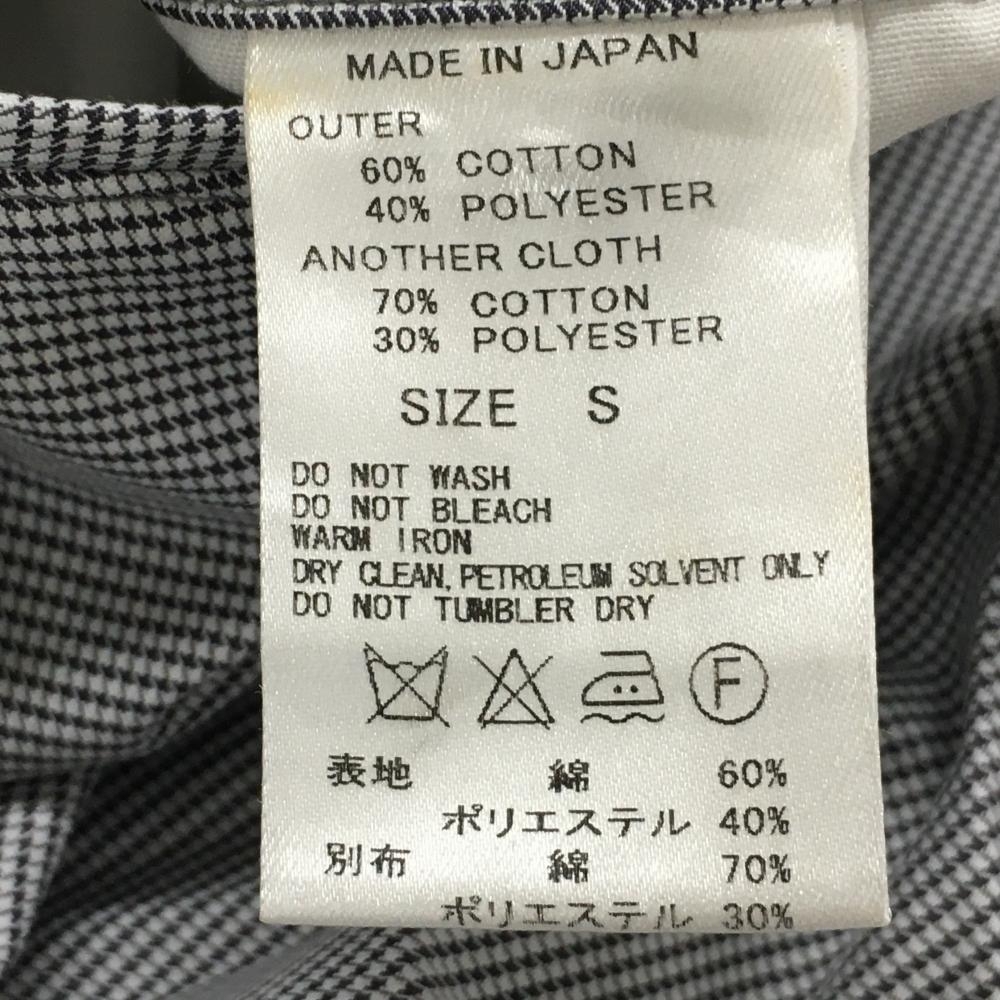 MADE IN JAPAN
OUTER
60% COTTON
40% POLYESTER
ANOTHER CLOTH
70% COTTON
30% POLYESTER
SIZE S
DO NOT WASH
DO NOT BLEACH
WARM IRON
DRY CLEAN, PETROLEUM SOLVENT ONLY
DO NOT TUMBLER DRY
F
表地 綿 60%
ポリエステル 40%
別布 綿 70%
ポリエステル 30%